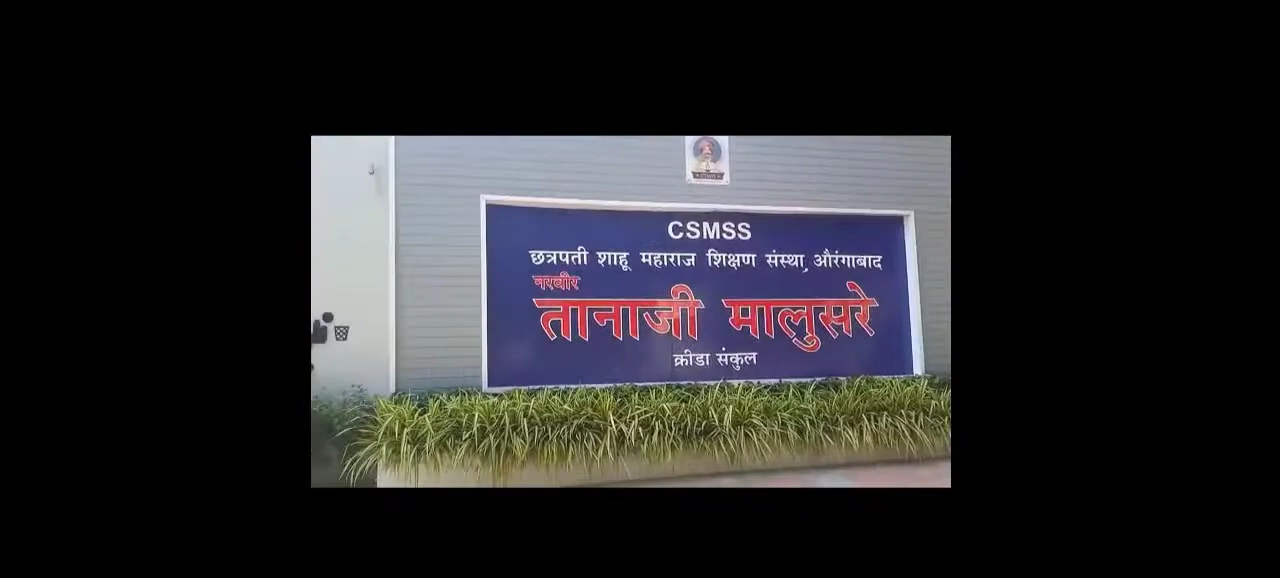 CSMSS
छत्रपती शाहू महाराज शिक्षण संस्था, औरंगाबाद
नरवीर
तानाजी मालुसरे
क्रीडा संकुल